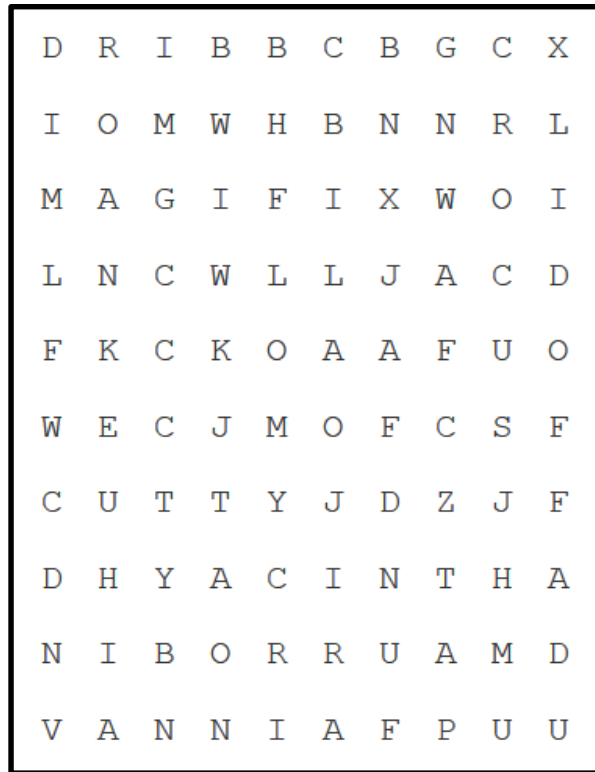 D R I B B C B G C X
I O M W H B N N R L
M A G I F I X W O I
L N C W L L J A C D
F K C K O A A F U O
W E C J M O F C S F
C U T T Y J D Z J F
D H Y A C I N T H A
N I B O R R U A M D
V A N N I A F P U U